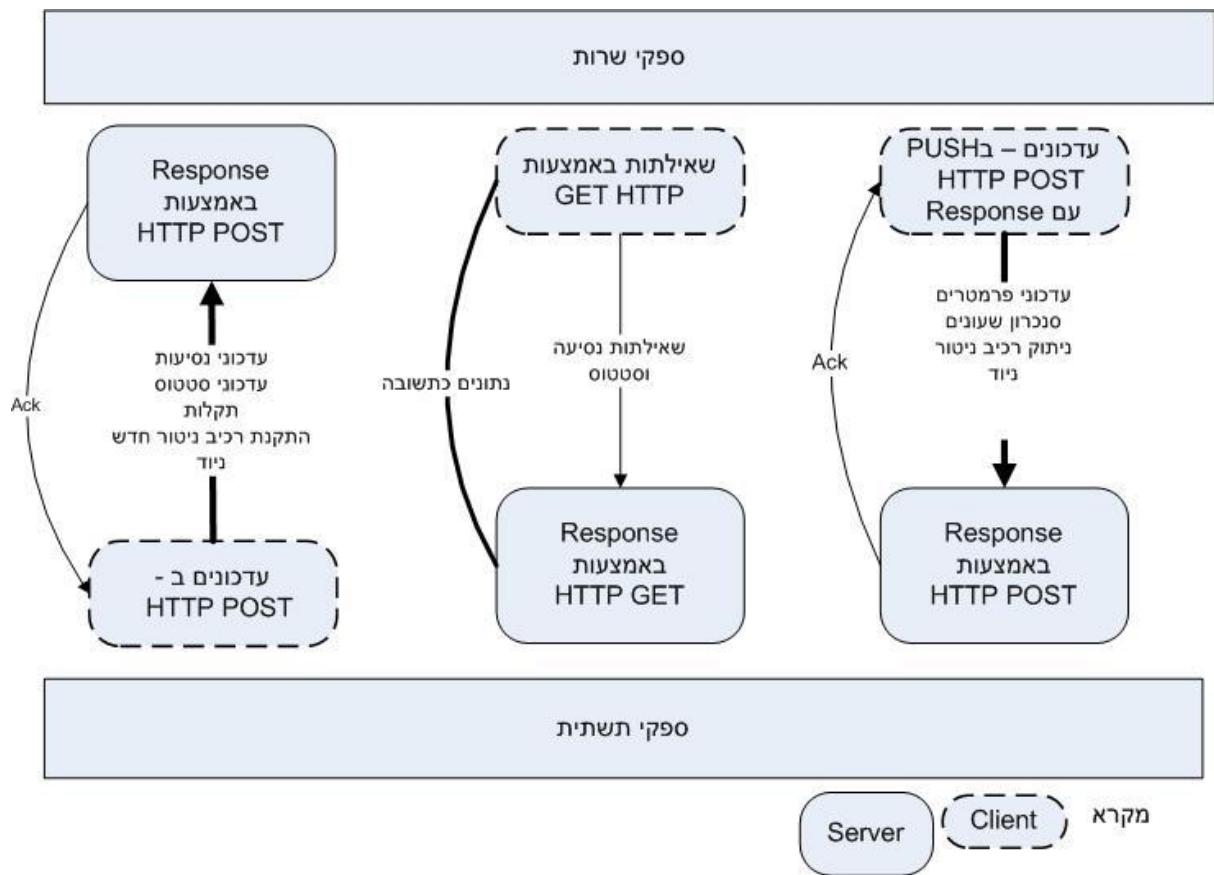 ספקי שרות
עדכונים – בPUSH
HTTP POST
עם Response
שאילתות באמצעות
GET HTTP
Response
באמצעות
HTTP POST
עדכוני פרמטרים
סנכרון שעונים
ניתוק רכיב ניטור
ניוד
Ack
שאילתות נסיעה
וסטטוס
נתונים כתשובה
עדכוני נסיעות
עדכוני סטטוס
תקלות
התקנת רכיב ניטור חדש
ניוד
Ack
Response
באמצעות
HTTP POST
Response
באמצעות
HTTP GET
עדכונים ב -
HTTP POST
ספקי תשתית
מקרא
Client
Server